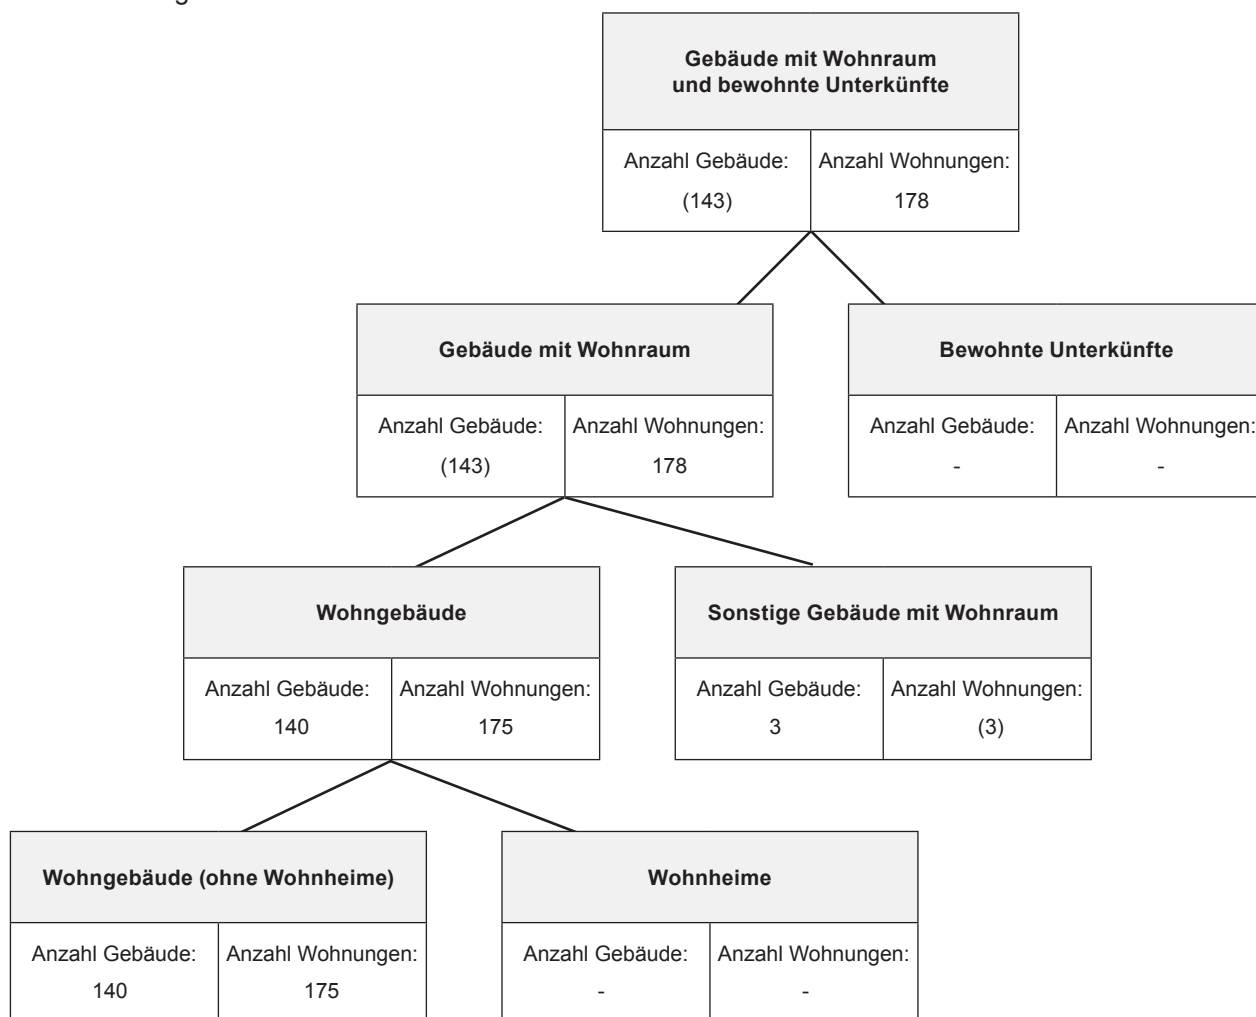 Gebäude mit Wohnraum
und bewohnte Unterkünfte
Anzahl Gebäude: Anzahl Wohnungen:
(143) 178
Gebäude mit Wohnraum Bewohnte Unterkünfte
Anzahl Gebäude: Anzahl Wohnungen: Anzahl Gebäude: Anzahl Wohnungen:
(143) 178 - -
Wohngebäude Sonstige Gebäude mit Wohnraum
Anzahl Gebäude: Anzahl Wohnungen: Anzahl Gebäude: Anzahl Wohnungen:
140 175 3 (3)
Wohngebäude (ohne Wohnheime) Wohnheime
Anzahl Gebäude: Anzahl Wohnungen: Anzahl Gebäude: Anzahl Wohnungen:
140 175 - -